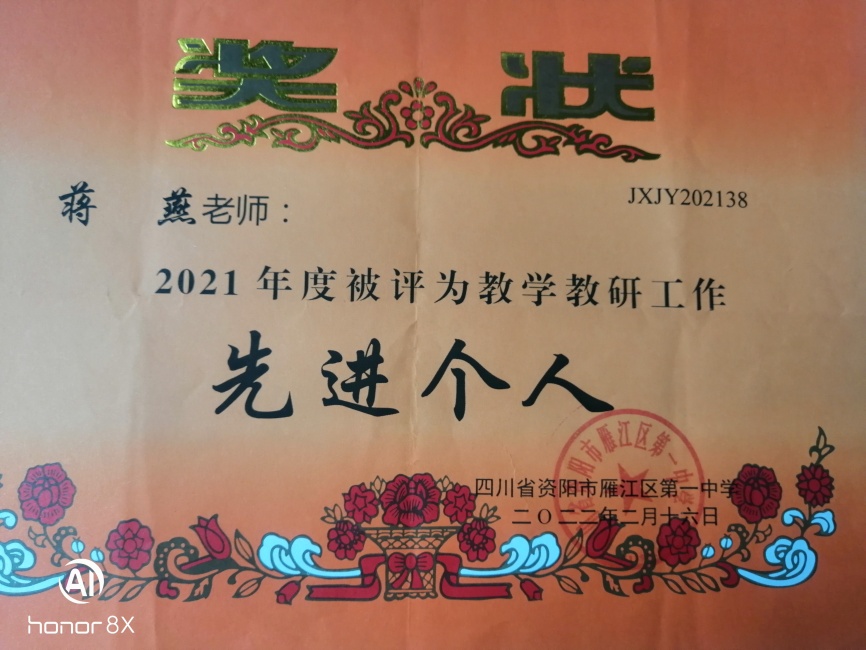 奖 状
JXJY202138
蒋 燕老师：
2021年度被评为教学教研工作
先进个人
四川省资阳市雁江区第一中学
二〇二二年二月十六日
AI
honor 8X